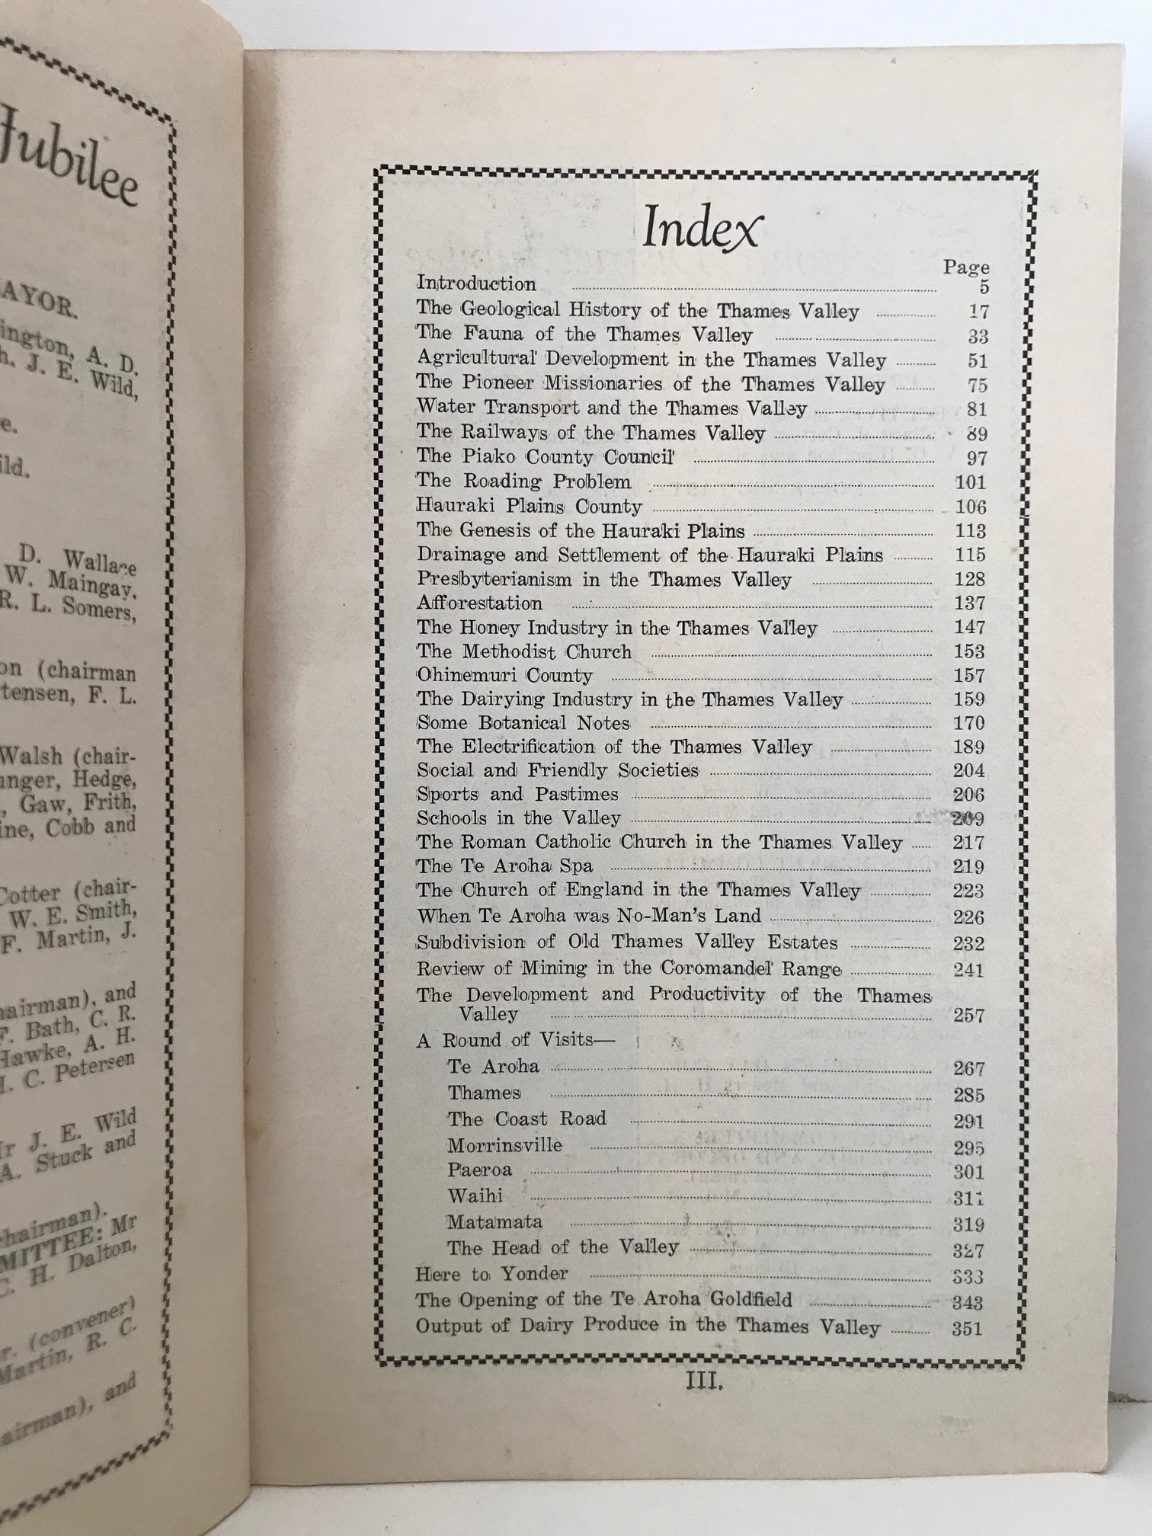 Jubilee
AYOR.
ington, A. D.
h. J. E. Wild,
e.
ild.
D. Wallace
W. Maingay,
R. L. Somers,
on (chairman
tensen, F. L.
Walsh (chair-
unger, Hedge,
, Gaw, Frith,
ine, Cobb and
Cotter (chair-
W. E. Smith,
F. Martin, J.
hairman), and
F. Bath, C. R.
Hawke, A. H.
H. C. Petersen
Mr J. E. Wild
A. Stuck and
chairman).
MMITTEE: Mr
C. H. Dalton,
r. (convener)
Martin, R. C.
airman), and
Index
Page
Introduction 5
The Geological History of the Thames Valley 17
The Fauna of the Thames Valley 33
Agricultural Development in the Thames Valley 51
The Pioneer Missionaries of the Thames Valley 75
Water Transport and the Thames Valley 81
The Railways of the Thames Valley 89
The Piako County Council 97
The Roading Problem 101
Hauraki Plains County 106
The Genesis of the Hauraki Plains 113
Drainage and Settlement of the Hauraki Plains 115
Presbyterianism in the Thames Valley 128
Afforestation 137
The Honey Industry in the Thames Valley 147
The Methodist Church 153
Ohinemuri County 157
The Dairying Industry in the Thames Valley 159
Some Botanical Notes 170
The Electrification of the Thames Valley 189
Social and Friendly Societies 204
Sports and Pastimes 206
Schools in the Valley 209
The Roman Catholic Church in the Thames Valley 217
The Te Aroha Spa 219
The Church of England in the Thames Valley 223
When Te Aroha was No-Man's Land 226
Subdivision of Old Thames Valley Estates 232
Review of Mining in the Coromandel Range 241
The Development and Productivity of the Thames
Valley 257
A Round of Visits—
Te Aroha 267
Thames 285
The Coast Road 291
Morrinsville 295
Paeroa 301
Waihi 311
Matamata 319
The Head of the Valley 327
Here to Yonder 333
The Opening of the Te Aroha Goldfield 343
Output of Dairy Produce in the Thames Valley 351
III.